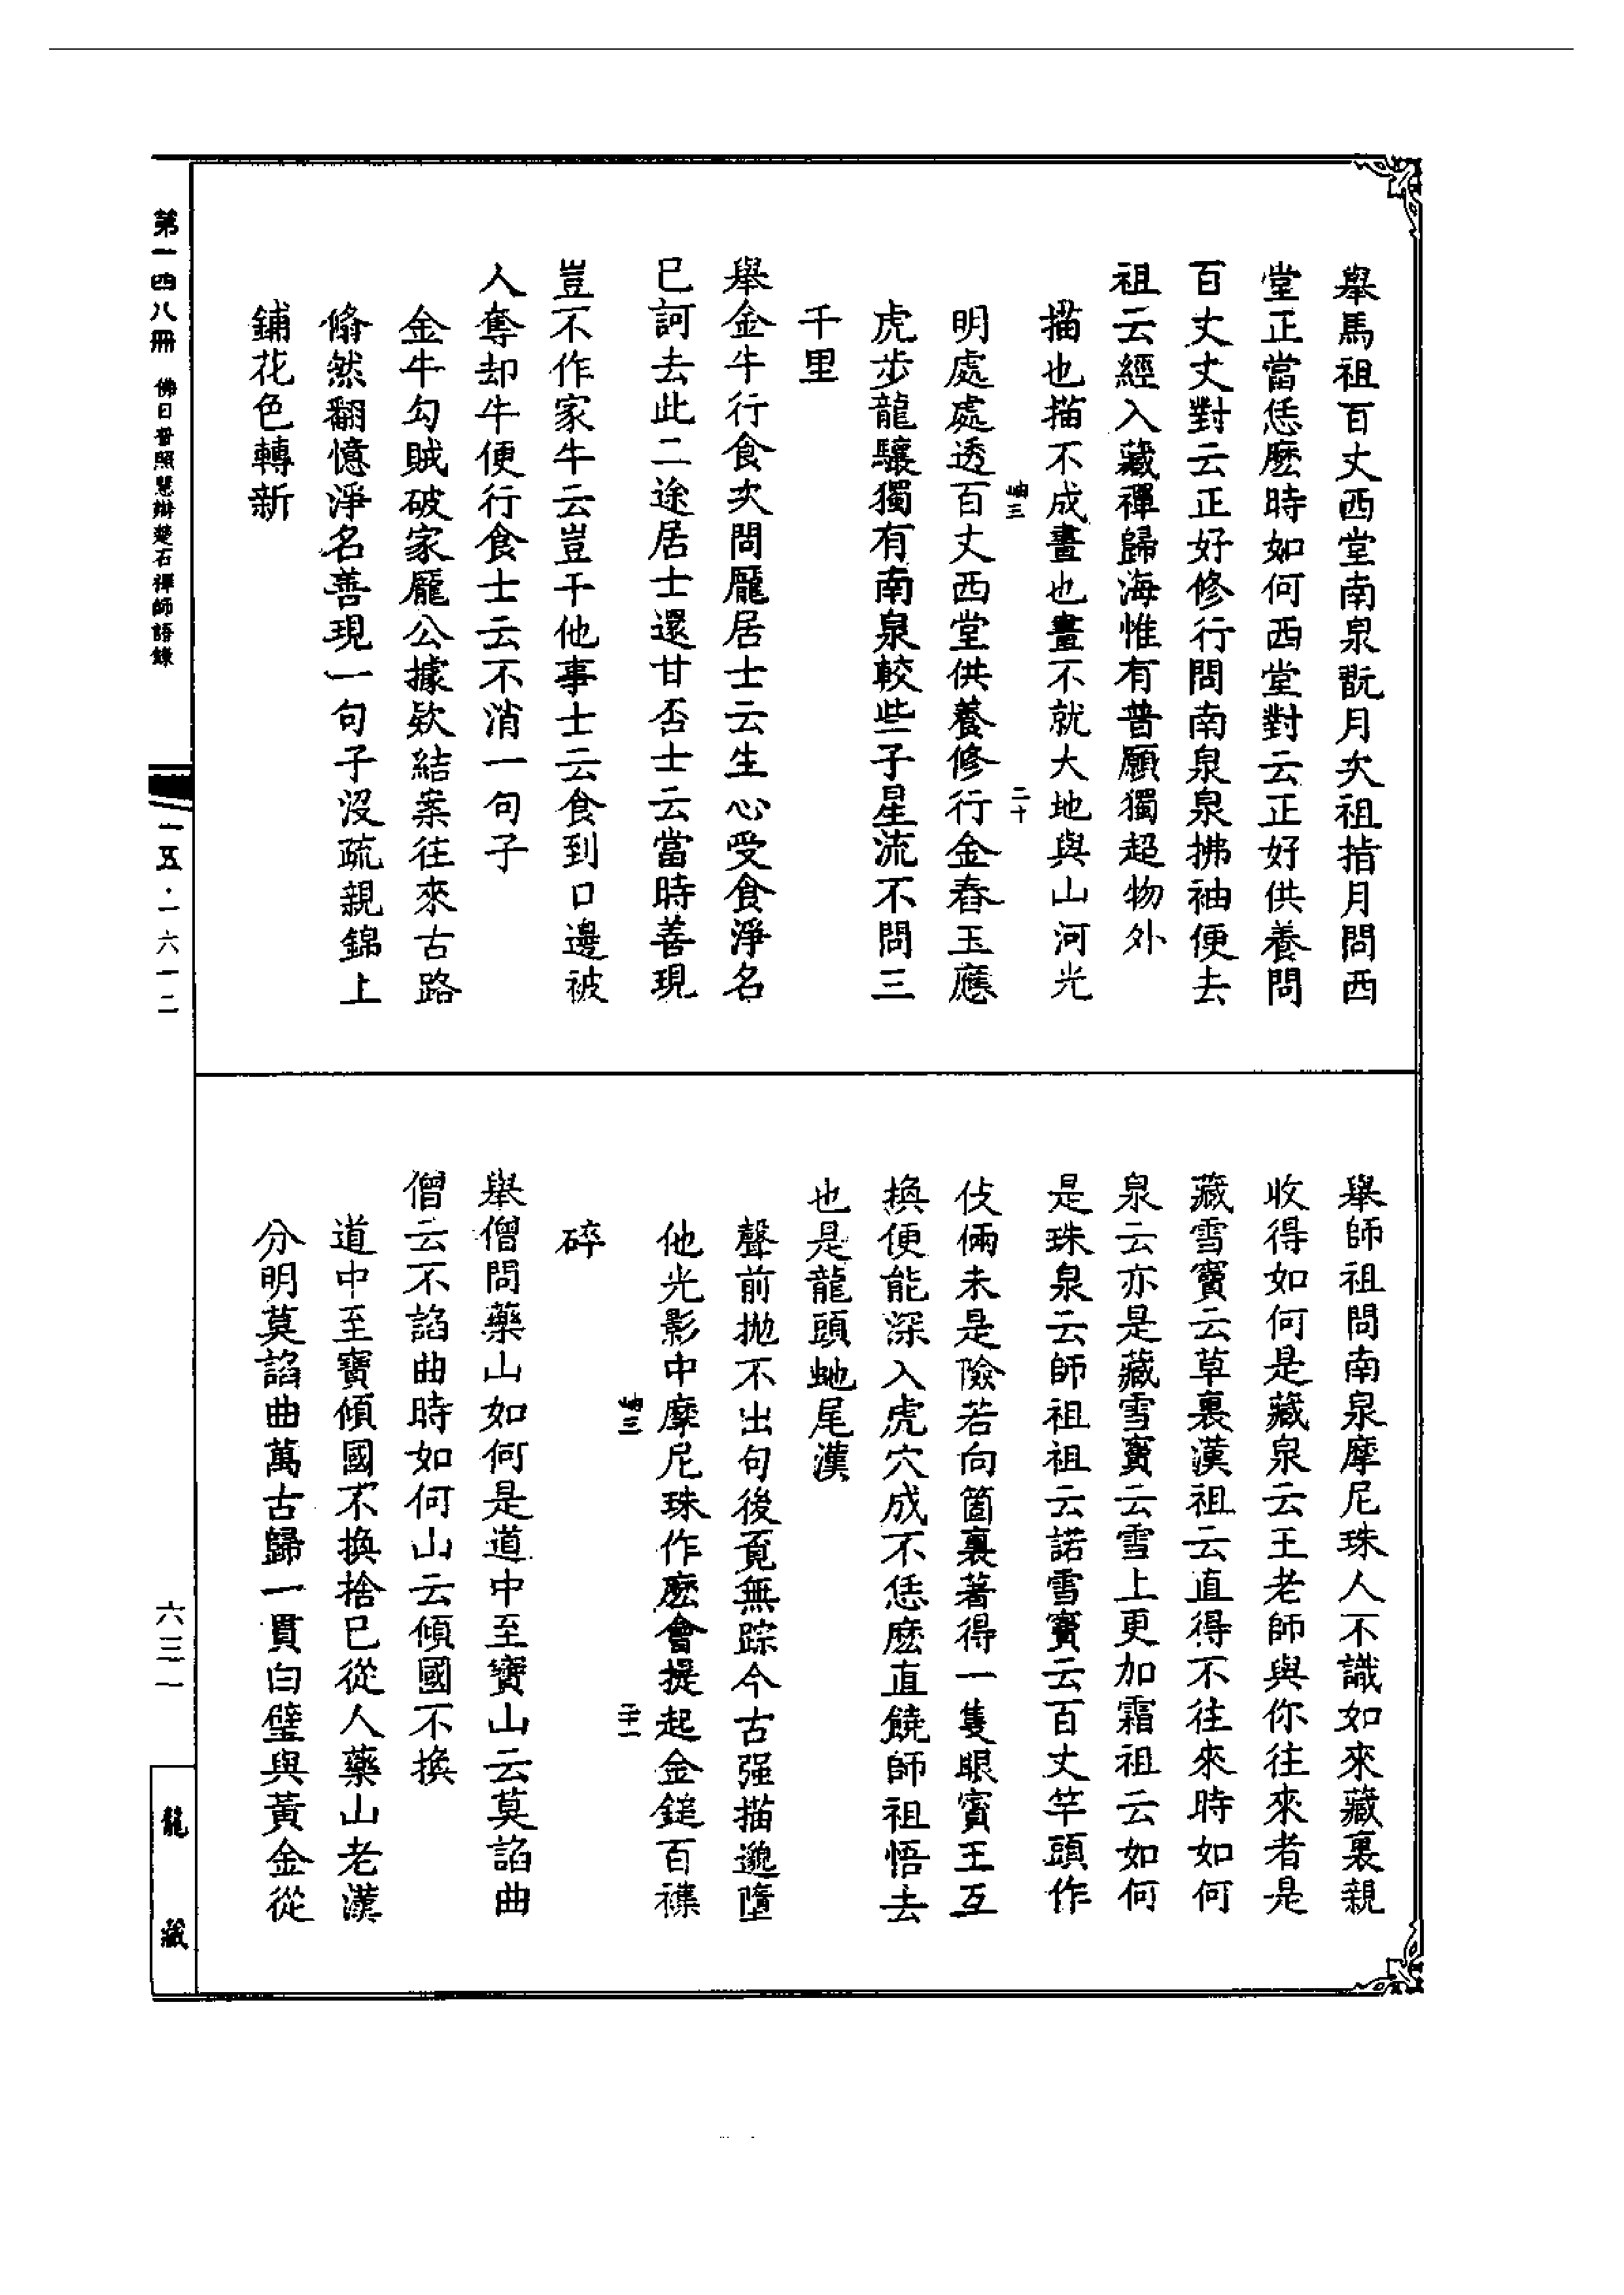 舉馬祖百丈西堂南泉翫月次祖指月問西
堂正當恁麼時如何西堂對云正好供養問
百丈丈對云正好修行問南泉泉拂袖便去
祖云經入藏禪歸海惟有普願獨超物外
描也描不成畫也畫不就大地與山河光
岫三
二十
明處處透百丈西堂供養修行金舂玉應
虎步龍驤獨有南泉較些子星流不問三
千里
舉金牛行食次問龐居士云生心受食淨名
已訶去此二途居士還甘否士云當時善現
豈不作家牛云豈干他事士云食到口邊被
人奪却牛便行食士云不消一句子
金牛勾賊破家龐公據欵結案往來古路
翛然翻憶淨名善現一句子沒疏親錦上
鋪花色轉新
舉師祖問南泉摩尼珠人不識如來藏裏親
收得如何是藏泉云王老師與你往來者是
藏雪竇云草裏漢祖云直得不往來時如何
泉云亦是藏雪竇云雪上更加霜祖云如何
是珠泉云師祖祖云諾雪竇云百丈竿頭作
伎倆未是險若向箇裏著得一隻眼賓主互
換便能深入虎穴成不恁麼直饒師祖悟去
也是龍頭虵尾漢
聲前拋不出句後覔無踪今古强描邈墮
他光影中摩尼珠作麼會提起金鎚百襍
岫三
二十一
碎
舉僧問藥山如何是道中至寶山云莫諂曲
僧云不諂曲時如何山云傾國不換
道中至寶傾國不換捨已從人藥山老漢
分明莫諂曲萬古歸一貫白璧與黃金從
第一四八冊
佛日普照慧辯楚石禪師語錄
一五五·一六一二
六三一
龍藏